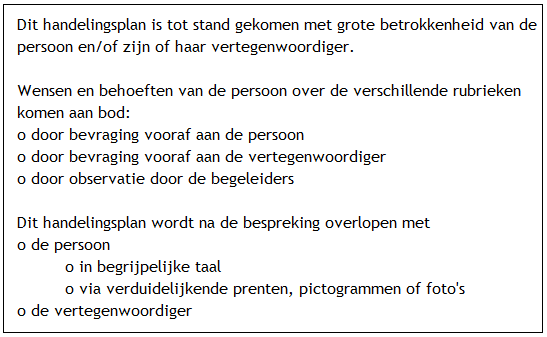 Dit handelingsplan is tot stand gekomen met grote betrokkenheid van de
persoon en/of zijn of haar vertegenwoordiger.
Wensen en behoeften van de persoon over de verschillende rubrieken
komen aan bod:
o door bevraging vooraf aan de persoon
o door bevraging vooraf aan de vertegenwoordiger
o door observatie door de begeleiders
Dit handelingsplan wordt na de bespreking overlopen met
o de persoon
o in begrijpelijke taal
o via verduidelijkende prenten, pictogrammen of foto's
o de vertegenwoordiger